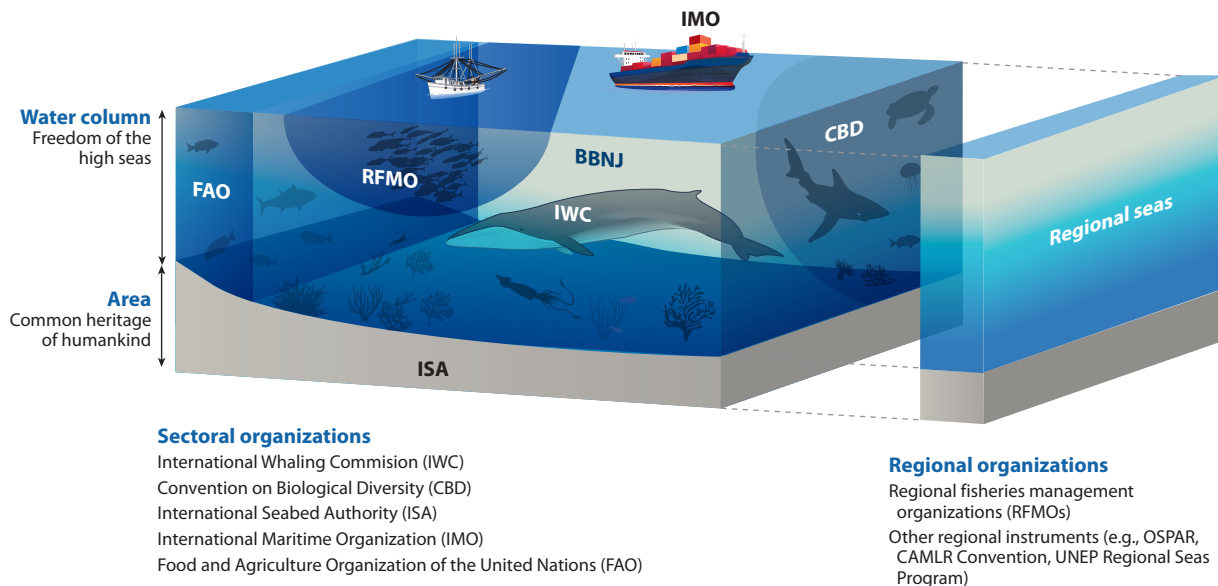 IMO
Water column
Freedom of the
high seas
FAO
RFMO
BBNJ
IWC
CBD
Regional seas
Area
Common heritage
of humankind
ISA
Sectoral organizations
International Whaling Commision (IWC)
Convention on Biological Diversity (CBD)
International Seabed Authority (ISA)
International Maritime Organization (IMO)
Food and Agriculture Organization of the United Nations (FAO)
Regional organizations
Regional fisheries management
organizations (RFMOs)
Other regional instruments (e.g., OSPAR,
CAMLR Convention, UNEP Regional Seas
Program)